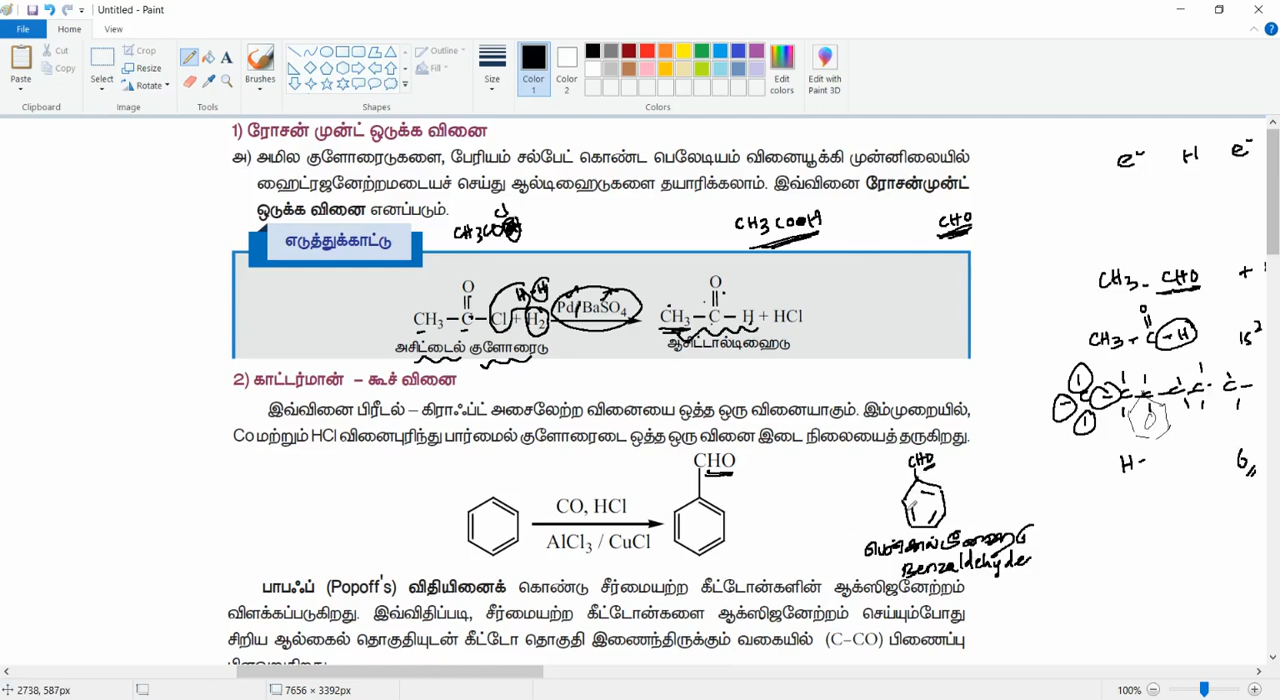 Untitled - Paint
File Home View
Cut
Copy
Paste
Crop
Resize
Rotate
Select
Brushes
Outline
Fill
Size
Color 1
Color 2
Edit colors
Edit with Paint 3D
Clipboard Image Tools Shapes Colors
1) ரோசன் முன்ட் ஒடுக்க வினை
e⁻ H e⁻
அ) அமில குளோரைடுகளை, பேரியம் சல்பேட் கொண்ட பெலேடியம் வினையூக்கி முன்னிலையில்
ஹைட்ரஜனேற்றமடையச் செய்து ஆல்டிஹைடுகளை தயாரிக்கலாம். இவ்வினை ரோசன்முன்ட்
ஒடுக்க வினை எனப்படும்.
CH3COOH CHO
எடுத்துக்காட்டு
CH3 - CHO +
O O
CH₃ — C — Cl + H₂ Pd/BaSO₄ CH₃ — C — H + HCl
அசிட்டைல் குளோரைடு ஆசிட்டால்டிஹைடு
O
CH3 - C - H 1s²
2) காட்டர்மான் – கூச் வினை
இவ்வினை பிரீடல் – கிராஃப்ட் அசைலேற்ற வினையை ஒத்த ஒரு வினையாகும். இம்முறையில்,
Co மற்றும் HCl வினைபுரிந்து பார்மைல் குளோரைடை ஒத்த ஒரு வினை இடை நிலையைத் தருகிறது.
CHO CHO H - 6
CO, HCl
AlCl₃ / CuCl
Benzaldehyde
பாபஃப் (Popoff's) விதியினைக் கொண்டு சீர்மையற்ற கீட்டோன்களின் ஆக்ஸிஜனேற்றம்
விளக்கப்படுகிறது. இவ்விதிப்படி, சீர்மையற்ற கீட்டோன்களை ஆக்ஸிஜனேற்றம் செய்யும்போது
சிறிய ஆல்கைல் தொகுதியுடன் கீட்டோ தொகுதி இணைந்திருக்கும் வகையில் (C–CO) பிணைப்பு
2738, 587px 7656 × 3392px 100%